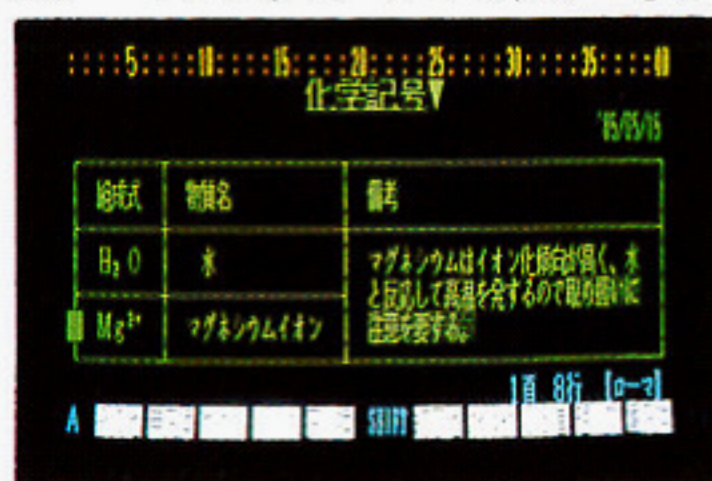 ::::5::::10::::15::::20::::25::::30::::35::::40
化学記号▼
'85/05/15
組成式 物質名 備考
H₂O 水 マグネシウムはイオン化傾向が高く、水
と反応して高温を発するので取り扱いに
Mg²⁺ マグネシウムイオン 注意を要する。
1頁 8行 [ローマ]
A SHIFT